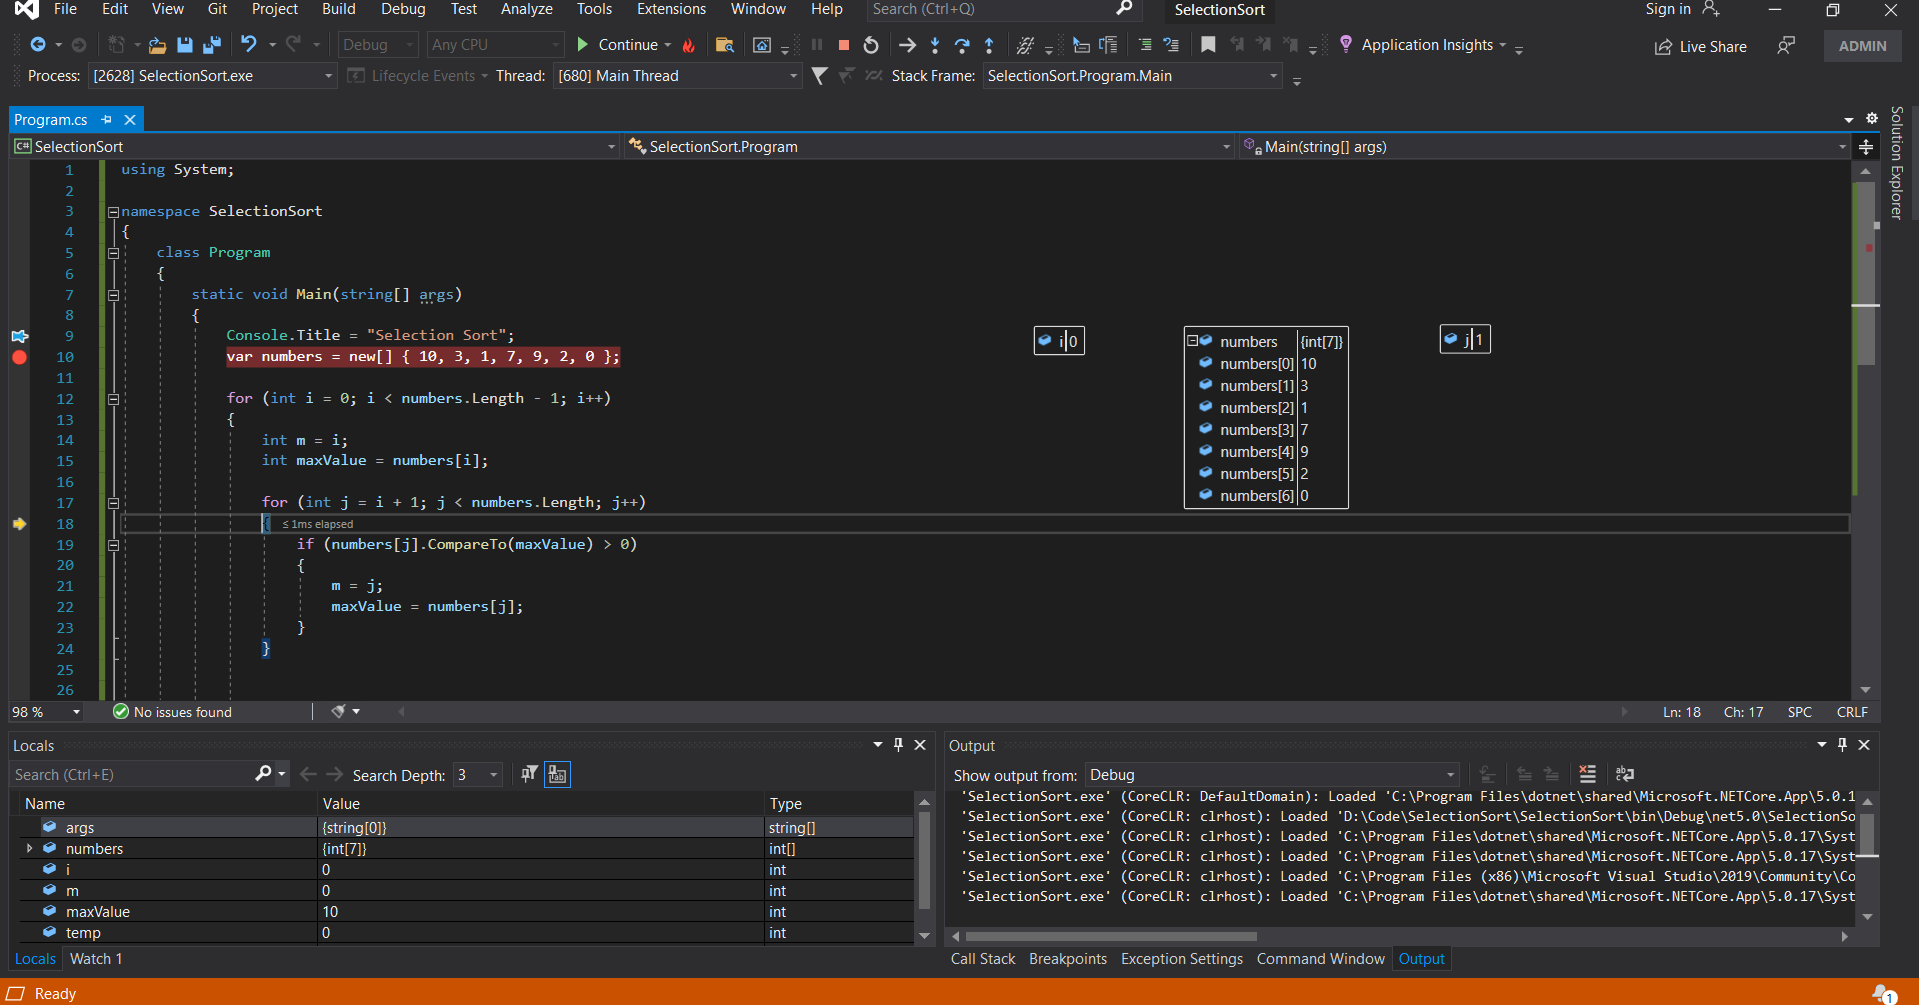 File Edit View Git Project Build Debug Test Analyze Tools Extensions Window Help Search (Ctrl+Q) SelectionSort Sign in
Debug Any CPU Continue Application Insights Live Share ADMIN
Process: [2628] SelectionSort.exe Lifecycle Events Thread: [680] Main Thread Stack Frame: SelectionSort.Program.Main
Program.cs
Solution Explorer
C# SelectionSort SelectionSort.Program Main(string[] args)
1 using System;
2
3 namespace SelectionSort
4 {
5 class Program
6 {
7 static void Main(string[] args)
8 {
9 Console.Title = "Selection Sort";
10 var numbers = new[] { 10, 3, 1, 7, 9, 2, 0 };
11
12 for (int i = 0; i < numbers.Length - 1; i++)
13 {
14 int m = i;
15 int maxValue = numbers[i];
16
17 for (int j = i + 1; j < numbers.Length; j++)
18 { ≤ 1ms elapsed
19 if (numbers[j].CompareTo(maxValue) > 0)
20 {
21 m = j;
22 maxValue = numbers[j];
23 }
24 }
25
26
i 0
numbers {int[7]}
numbers[0] 10
numbers[1] 3
numbers[2] 1
numbers[3] 7
numbers[4] 9
numbers[5] 2
numbers[6] 0
j 1
98 % No issues found Ln: 18 Ch: 17 SPC CRLF
Locals
Search (Ctrl+E) Search Depth: 3
Name Value Type
args {string[0]} string[]
numbers {int[7]} int[]
i 0 int
m 0 int
maxValue 10 int
temp 0 int
Locals Watch 1
Output
Show output from: Debug
'SelectionSort.exe' (CoreCLR: DefaultDomain): Loaded 'C:\Program Files\dotnet\shared\Microsoft.NETCore.App\5.0.1
'SelectionSort.exe' (CoreCLR: clrhost): Loaded 'D:\Code\SelectionSort\SelectionSort\bin\Debug\net5.0\SelectionSo
'SelectionSort.exe' (CoreCLR: clrhost): Loaded 'C:\Program Files\dotnet\shared\Microsoft.NETCore.App\5.0.17\Syst
'SelectionSort.exe' (CoreCLR: clrhost): Loaded 'C:\Program Files\dotnet\shared\Microsoft.NETCore.App\5.0.17\Syst
'SelectionSort.exe' (CoreCLR: clrhost): Loaded 'C:\Program Files (x86)\Microsoft Visual Studio\2019\Community\Co
'SelectionSort.exe' (CoreCLR: clrhost): Loaded 'C:\Program Files\dotnet\shared\Microsoft.NETCore.App\5.0.17\Syst
Call Stack Breakpoints Exception Settings Command Window Output
Ready 1